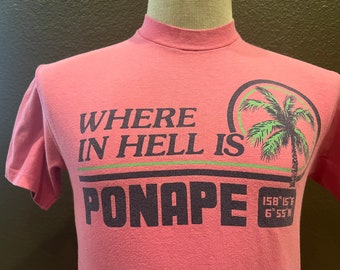 WHERE
IN HELL IS
PONAPE
158°15'E
6°55'N